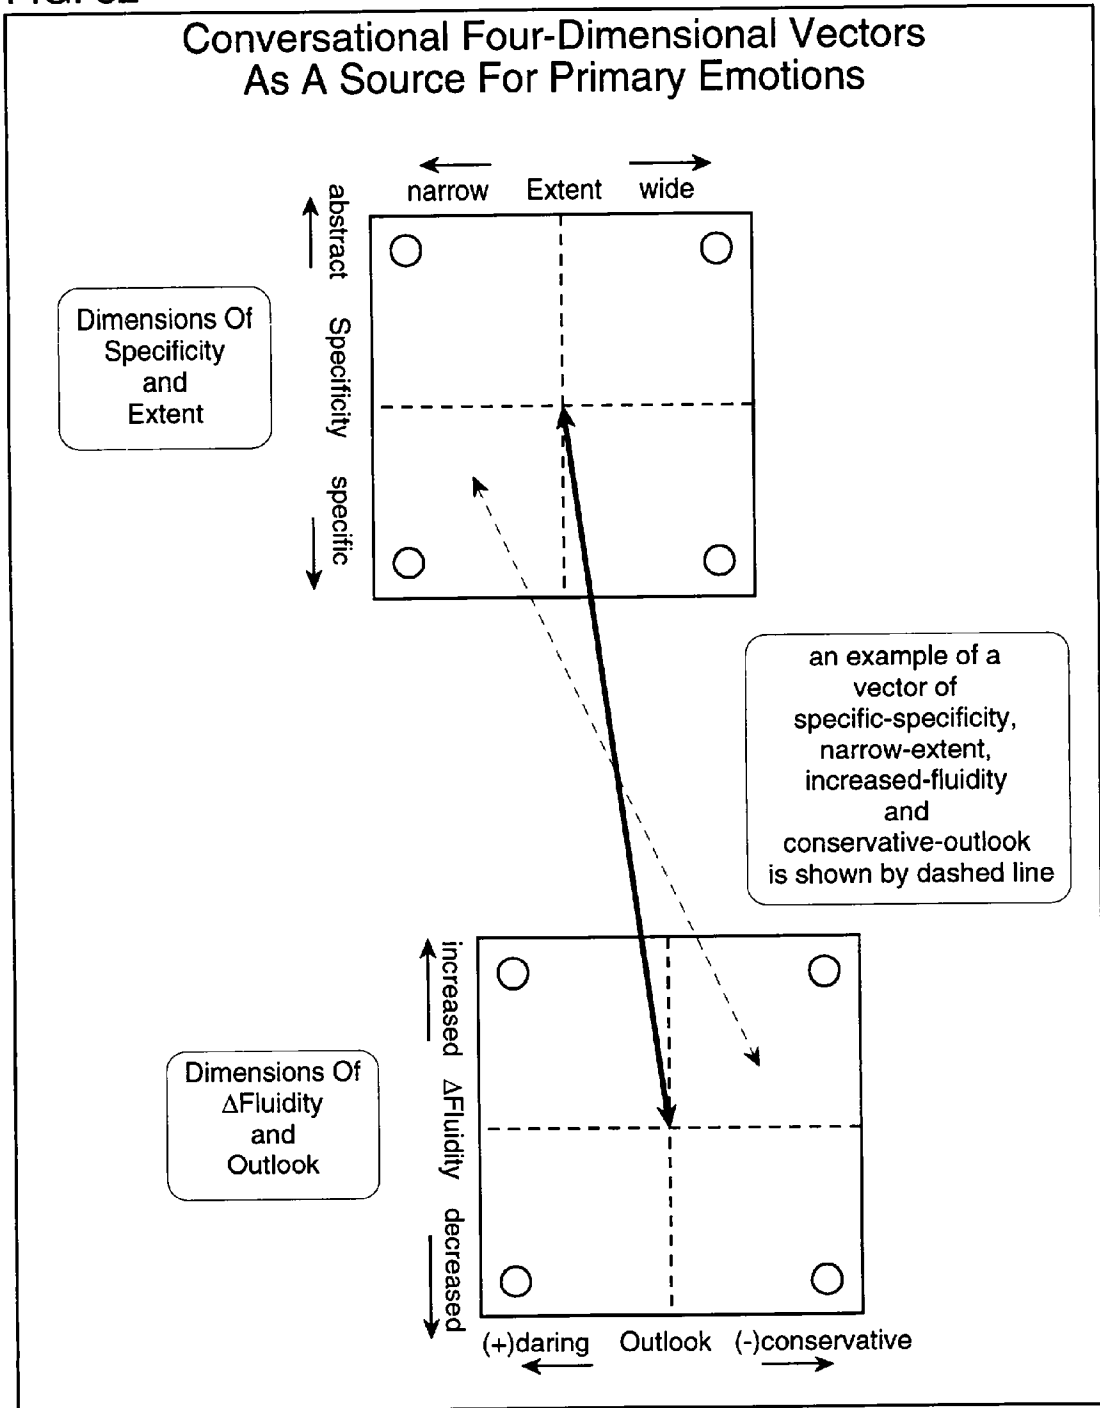 Conversational Four-Dimensional Vectors
As A Source For Primary Emotions
narrow Extent wide
abstract Specificity specific
Dimensions Of
Specificity
and
Extent
an example of a
vector of
specific-specificity,
narrow-extent,
increased-fluidity
and
conservative-outlook
is shown by dashed line
increased ΔFluidity decreased
Dimensions Of
ΔFluidity
and
Outlook
(+)daring Outlook (-)conservative